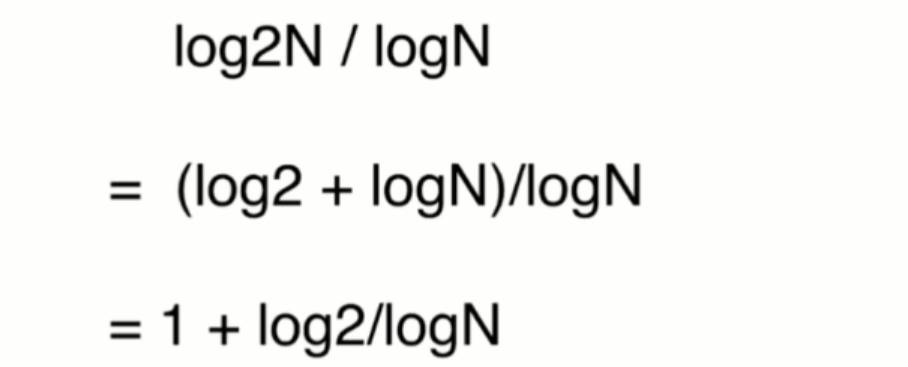 log2N / logN
= (log2 + logN)/logN
= 1 + log2/logN